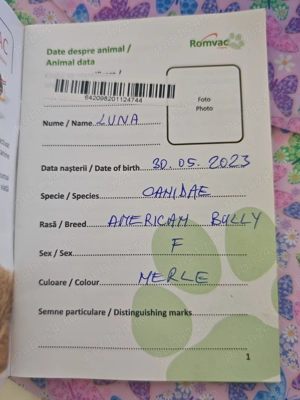 Romvac
Date despre animal /
Animal data
642098201124744
Foto
Photo
Nume / Name LUNA
Data nașterii / Date of birth 30.05.2023
Specie / Species CANIDAE
Rasă / Breed AMERICAN BULLY
Sex / Sex F
Culoare / Colour MERLE
Semne particulare / Distinguishing marks
1